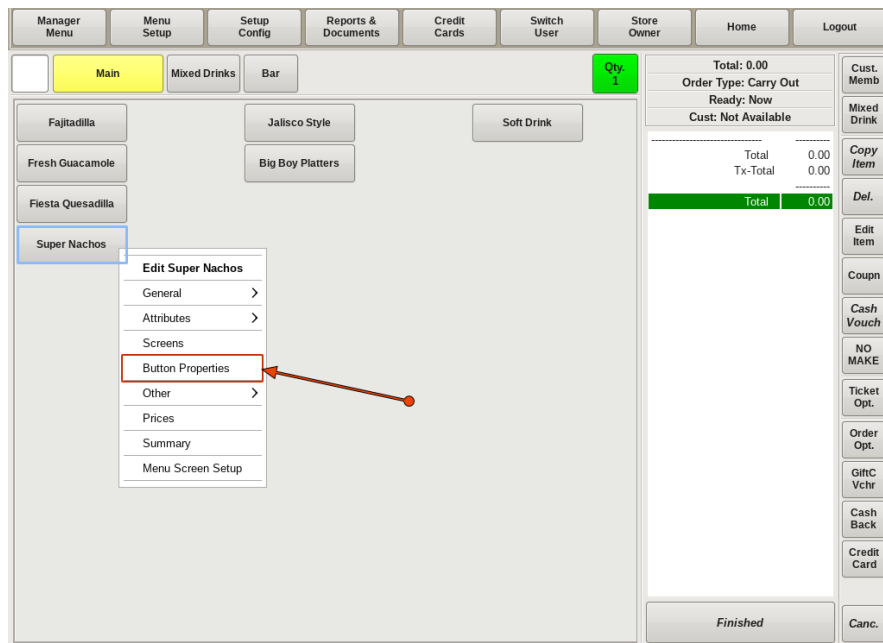 Manager
Menu
Menu
Setup
Setup
Config
Reports &
Documents
Credit
Cards
Switch
User
Store
Owner
Home
Logout
Main
Mixed Drinks
Bar
Qty.
1
Total: 0.00
Order Type: Carry Out
Ready: Now
Cust: Not Available
Cust.
Memb
Mixed
Drink
Copy
Item
Del.
Edit
Item
Coupn
Cash
Vouch
NO
MAKE
Ticket
Opt.
Order
Opt.
GiftC
Vchr
Cash
Back
Credit
Card
Canc.
Fajitadilla
Jalisco Style
Soft Drink
Fresh Guacamole
Big Boy Platters
Fiesta Quesadilla
Super Nachos
Edit Super Nachos
General
Attributes
Screens
Button Properties
Other
Prices
Summary
Menu Screen Setup
-------------------------------- ----------
Total 0.00
Tx-Total 0.00
----------
Total 0.00
Finished